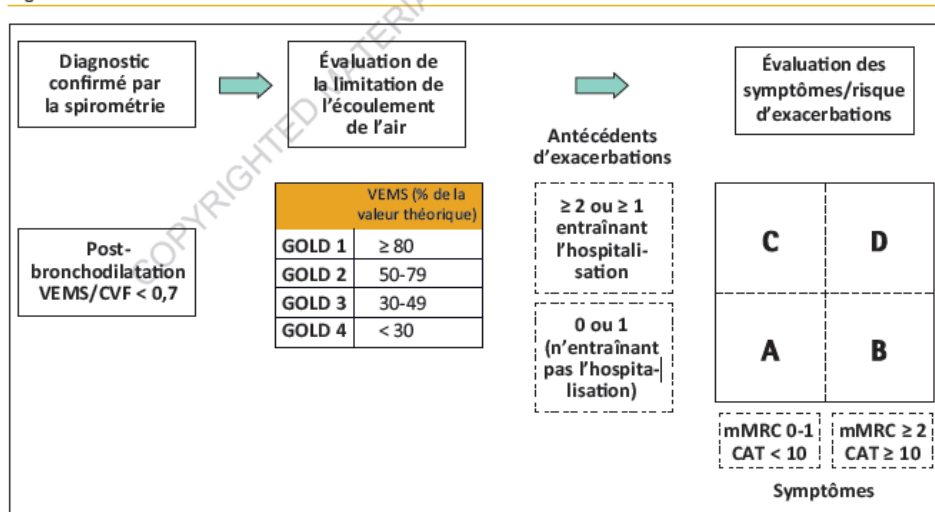 Diagnostic
confirmé par
la spirométrie
Évaluation de
la limitation de
l'écoulement
de l'air
Évaluation des
symptômes/risque
d'exacerbations
Antécédents
d'exacerbations
Post-
bronchodilatation
VEMS/CVF < 0,7
VEMS (% de la
valeur théorique)
GOLD 1 ≥ 80
GOLD 2 50-79
GOLD 3 30-49
GOLD 4 < 30
≥ 2 ou ≥ 1
entraînant
l'hospitali-
sation
0 ou 1
(n'entraînant
pas l'hospita-
lisation)
C D
A B
mMRC 0-1 mMRC ≥ 2
CAT < 10 CAT ≥ 10
Symptômes